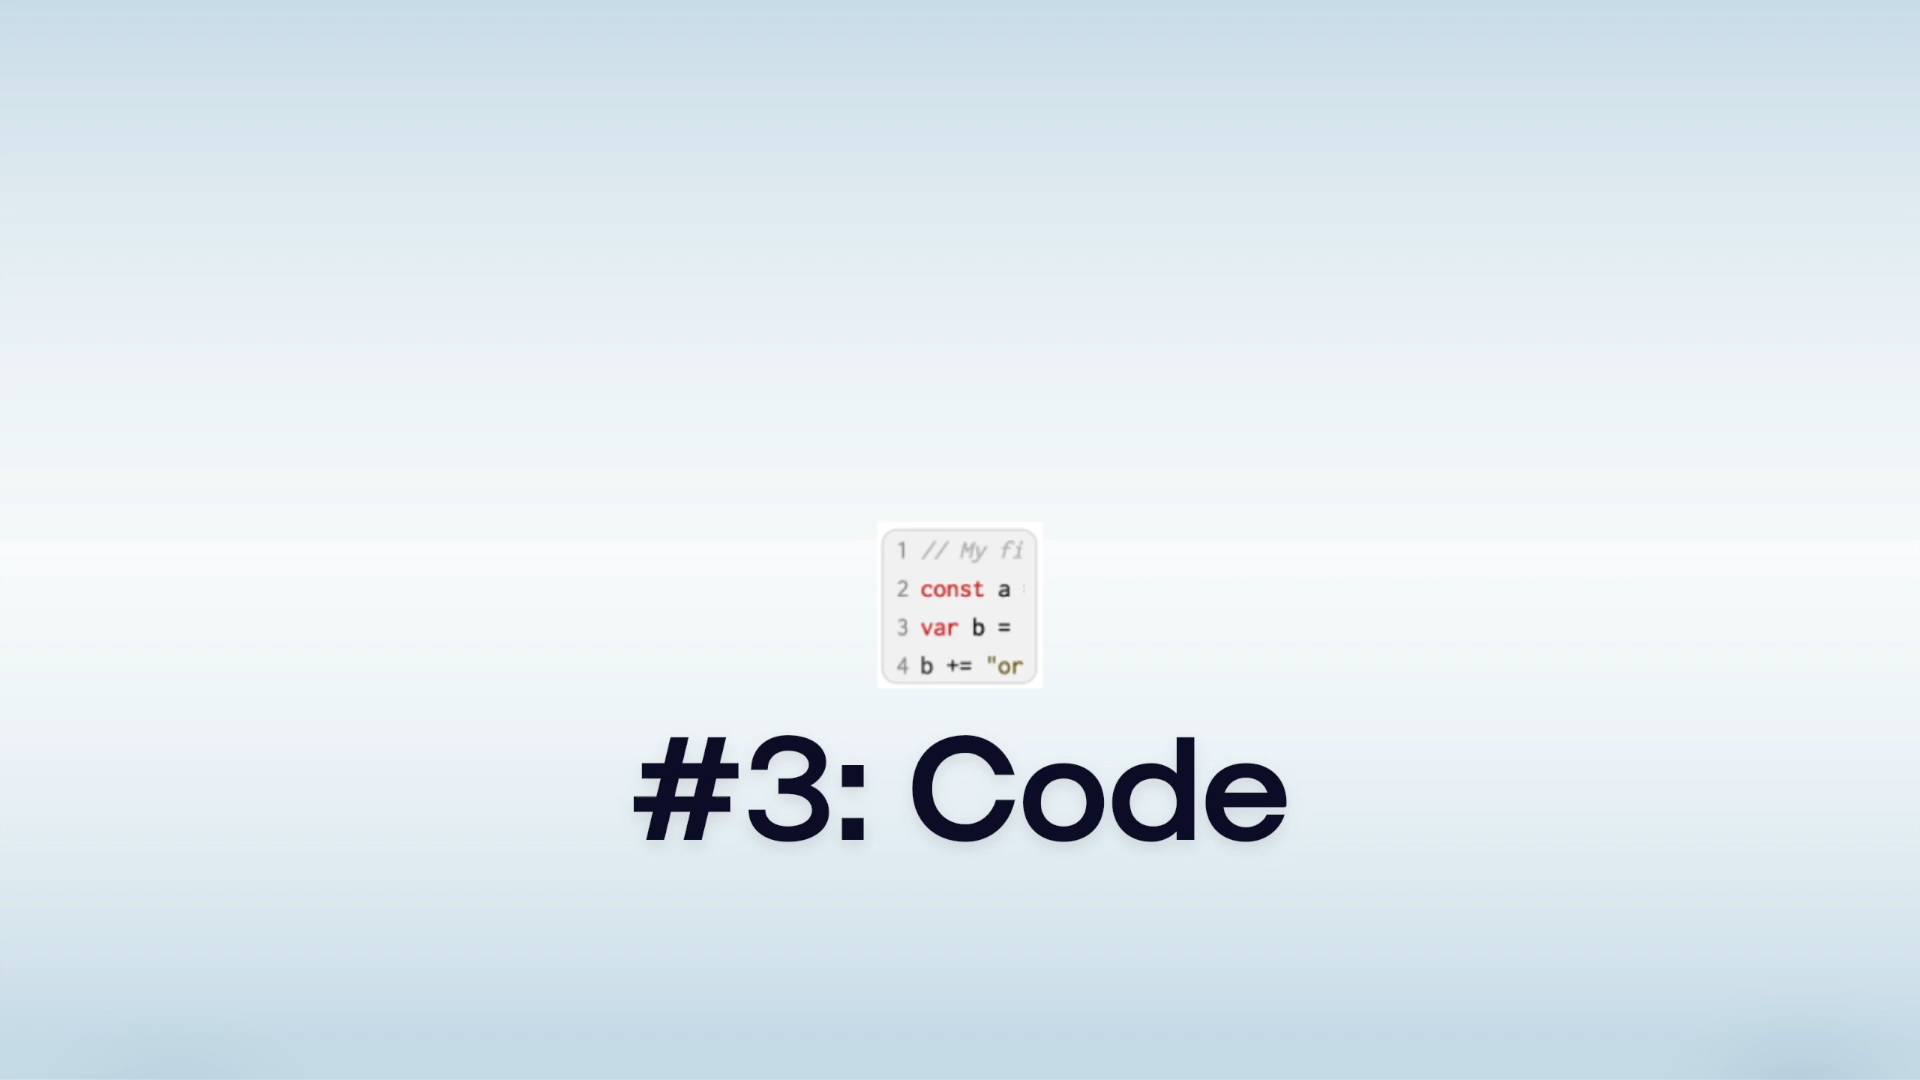 1 // My fi
2 const a
3 var b =
4 b += "or
#3: Code